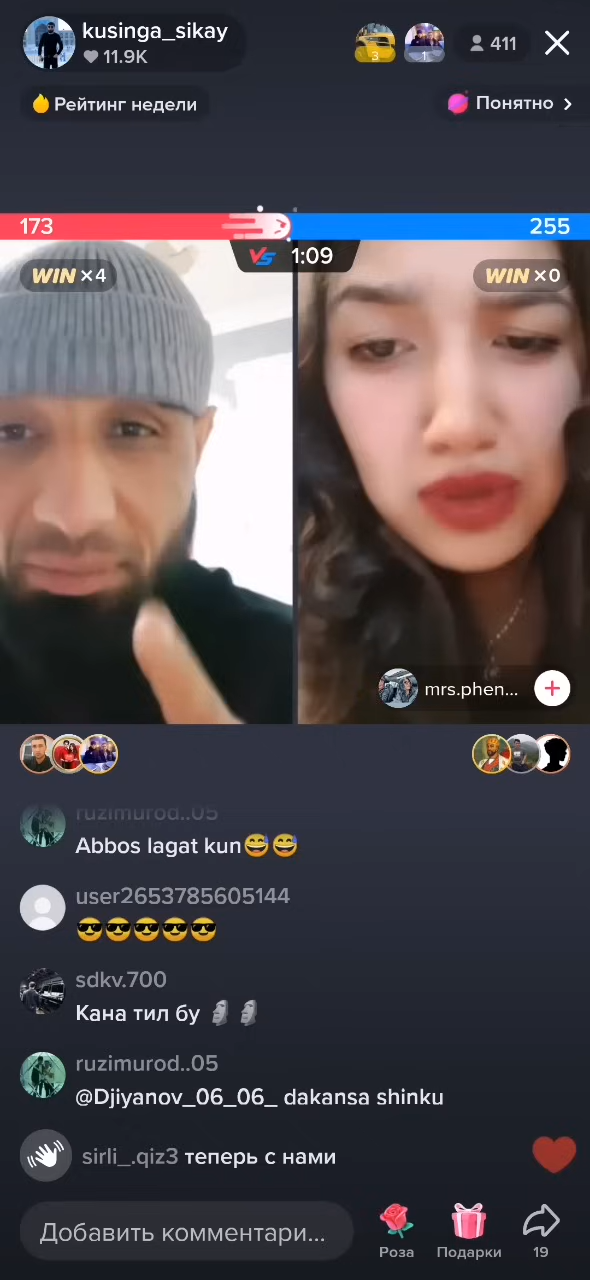 kusinga_sikay
11.9K
3
1
411
Рейтинг недели
Понятно
173
255
VS 1:09
WIN ×4
WIN ×0
mrs.phen...
ruzimurod..05
Abbos lagat kun😅😅
user2653785605144
😎😎😎😎😎
sdkv.700
Кана тил бу 🗿🗿
ruzimurod..05
@Djiyanov_06_06_ dakansa shinku
sirli_.qiz3 теперь с нами
Добавить комментари...
Роза
Подарки
19